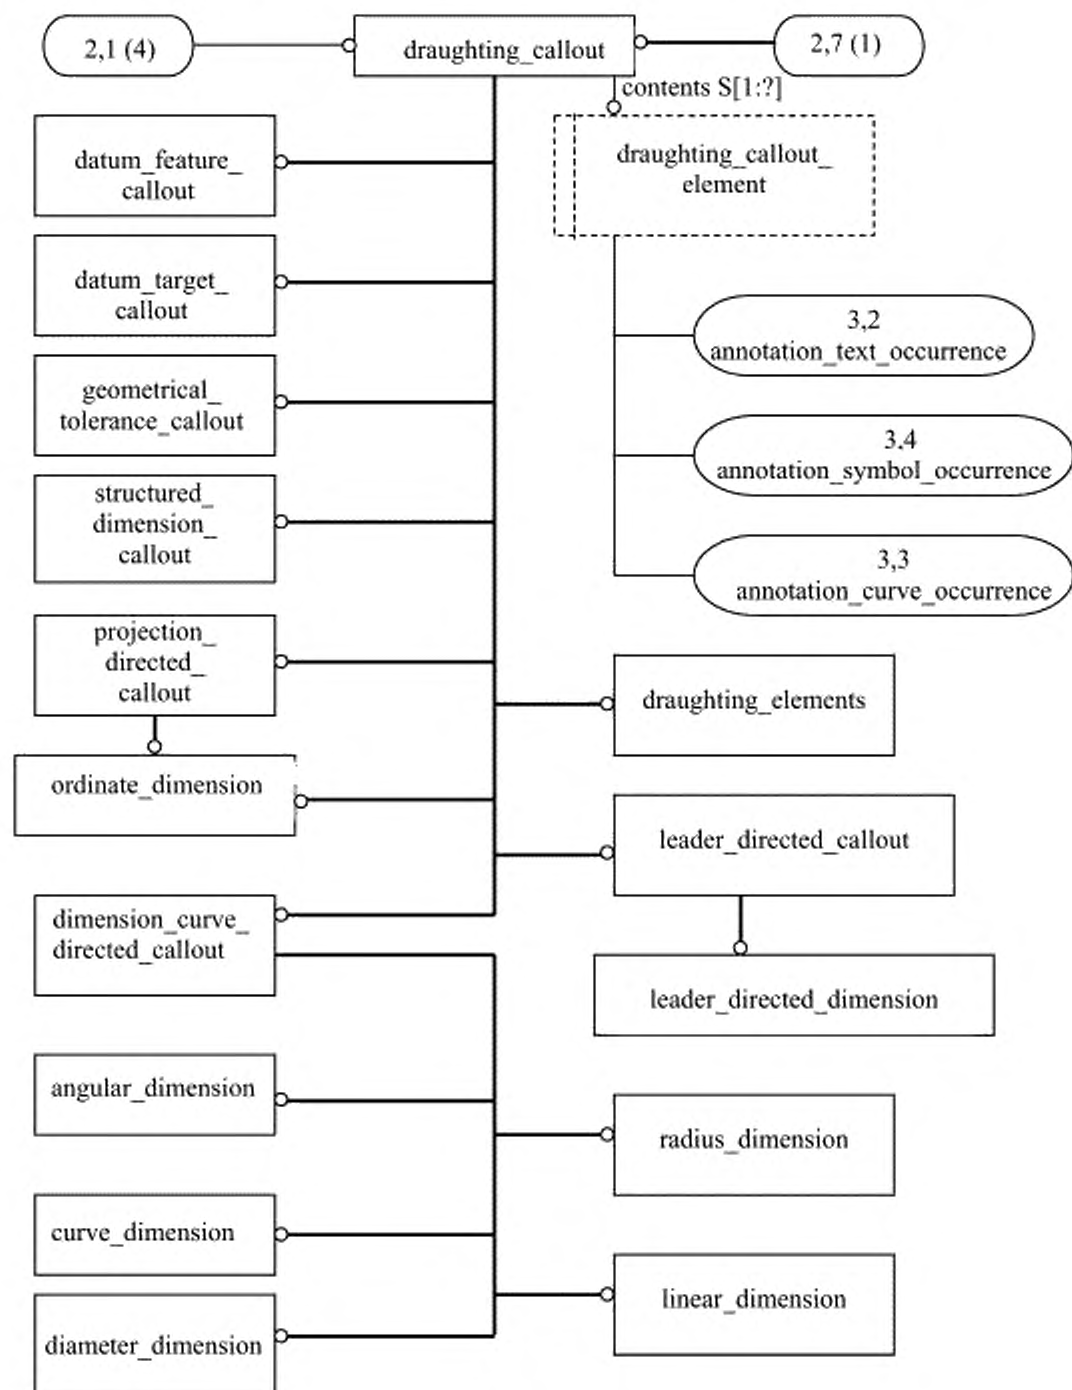 2,1 (4)
draughting_callout
2,7 (1)
contents S[1:?]
datum_feature_
callout
draughting_callout_
element
datum_target_
callout
3,2
annotation_text_occurrence
geometrical_
tolerance_callout
3,4
annotation_symbol_occurrence
structured_
dimension_
callout
3,3
annotation_curve_occurrence
projection_
directed_
callout
draughting_elements
ordinate_dimension
leader_directed_callout
dimension_curve_
directed_callout
leader_directed_dimension
angular_dimension
radius_dimension
curve_dimension
linear_dimension
diameter_dimension